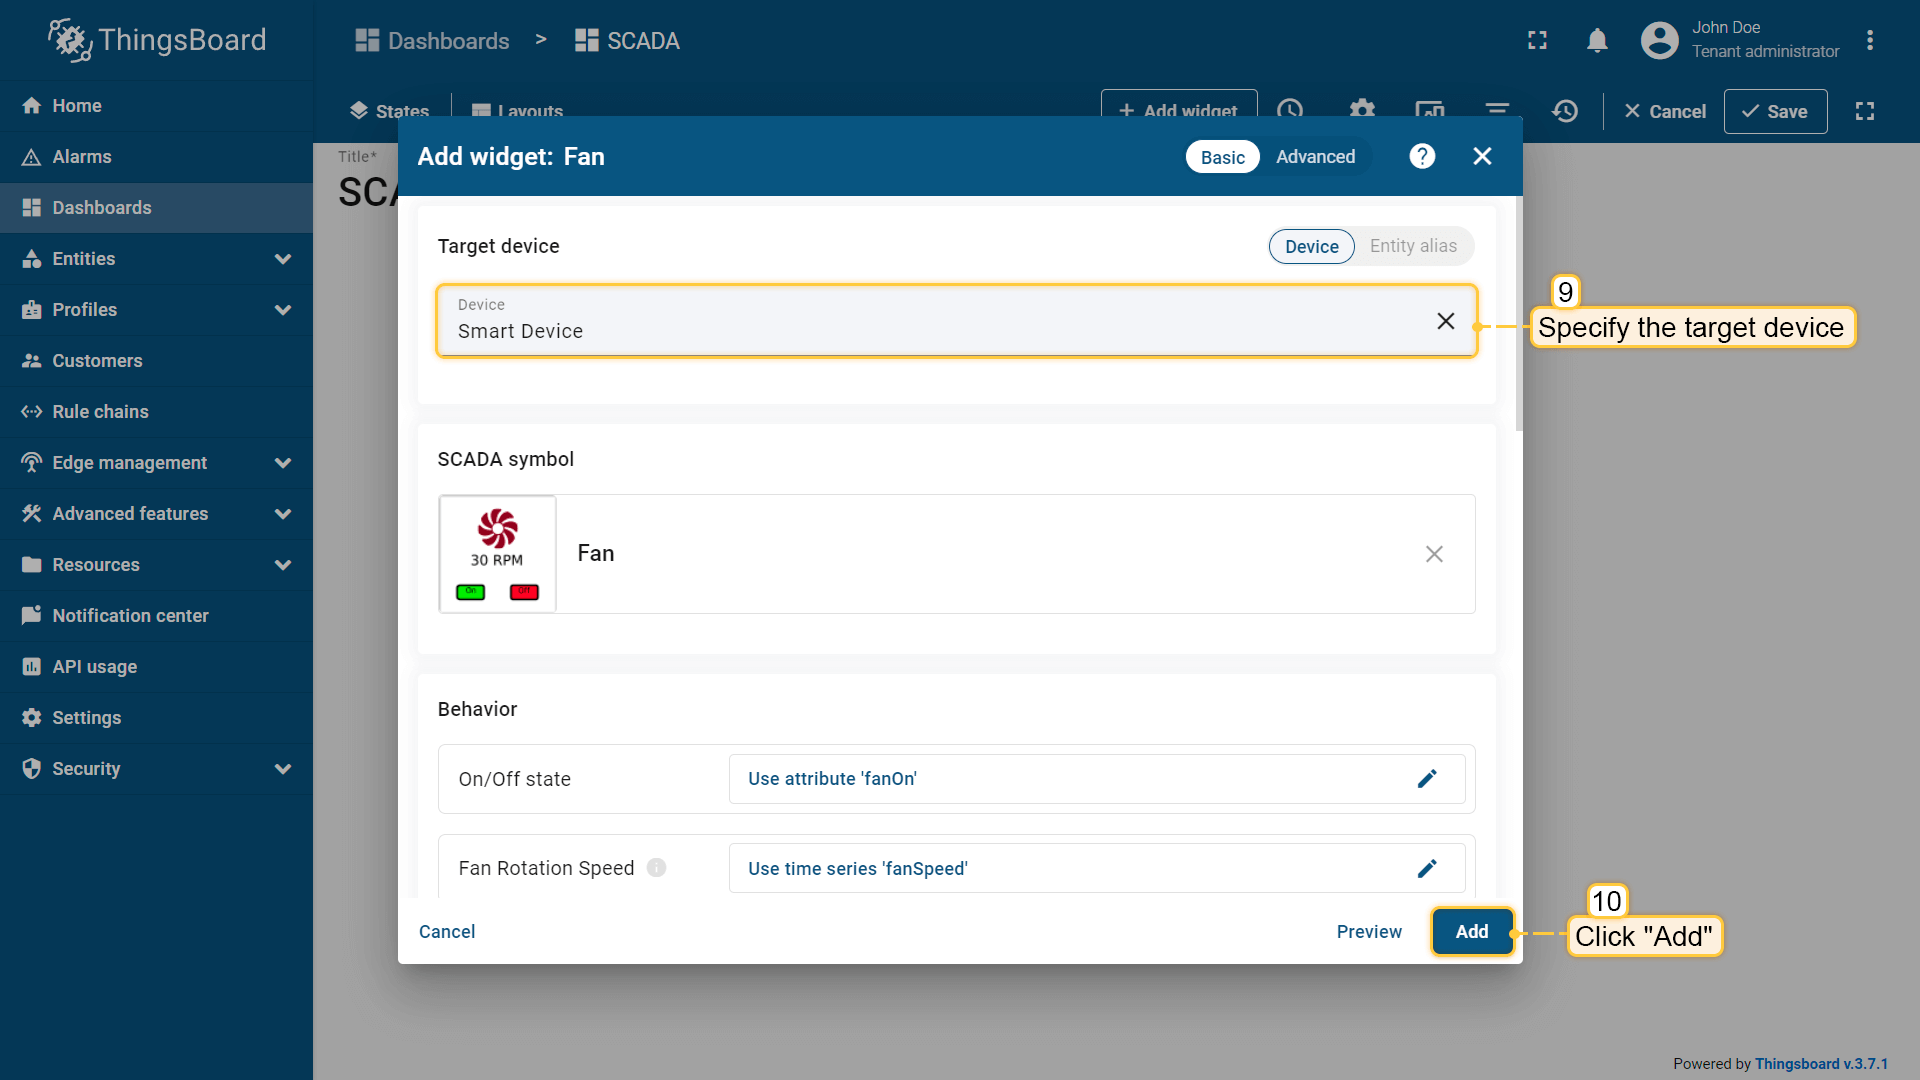 ThingsBoard
Dashboards > SCADA
John Doe
Tenant administrator
Home
Alarms
Dashboards
Entities
Profiles
Customers
Rule chains
Edge management
Advanced features
Resources
Notification center
API usage
Settings
Security
States
Layouts
+ Add widget
Cancel
Save
Title*
SCA
Add widget: Fan
Basic
Advanced
?
Target device
Device
Entity alias
Device
Smart Device
9
Specify the target device
SCADA symbol
30 RPM
On
Off
Fan
Behavior
On/Off state
Use attribute 'fanOn'
Fan Rotation Speed
Use time series 'fanSpeed'
Cancel
Preview
Add
10
Click "Add"
Powered by Thingsboard v.3.7.1